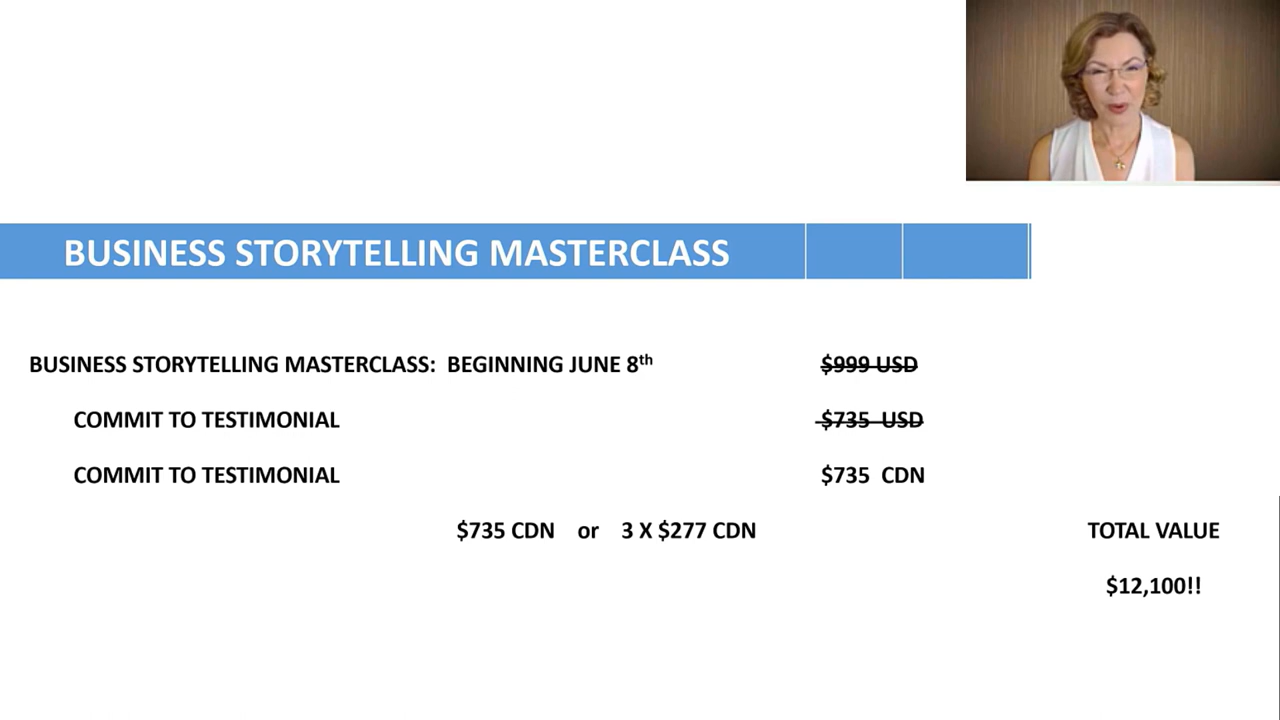 BUSINESS STORYTELLING MASTERCLASS
BUSINESS STORYTELLING MASTERCLASS: BEGINNING JUNE 8th $999 USD
COMMIT TO TESTIMONIAL $735 USD
COMMIT TO TESTIMONIAL $735 CDN
$735 CDN or 3 X $277 CDN TOTAL VALUE
$12,100!!